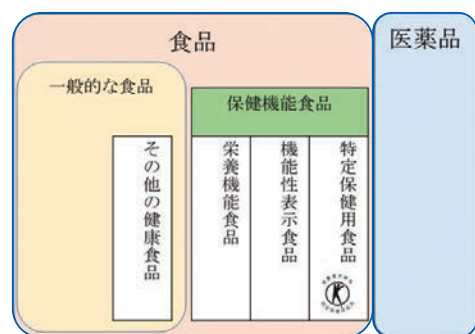 食品
医薬品
一般的な食品
保健機能食品
その他の健康食品
栄養機能食品
機能性表示食品
特定保健用食品